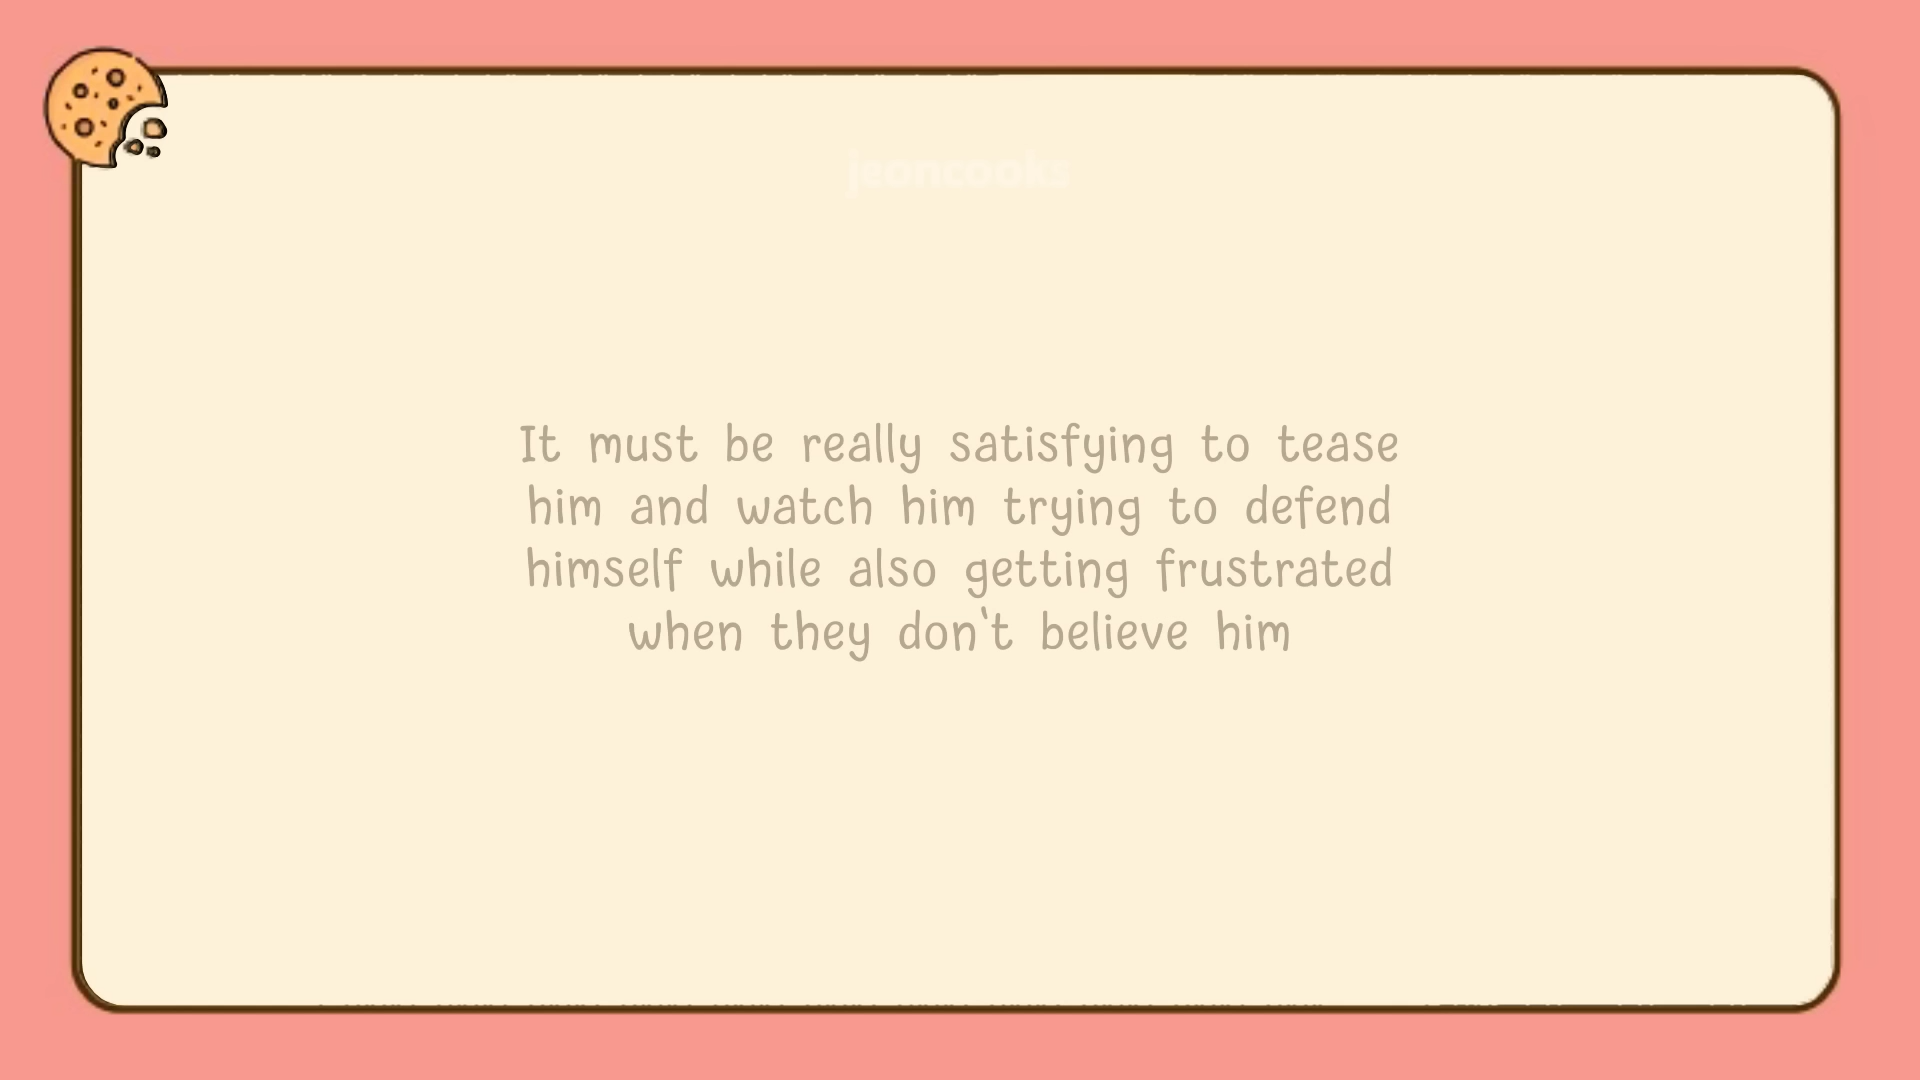 jeoncooks
It must be really satisfying to tease
him and watch him trying to defend
himself while also getting frustrated
when they don't believe him